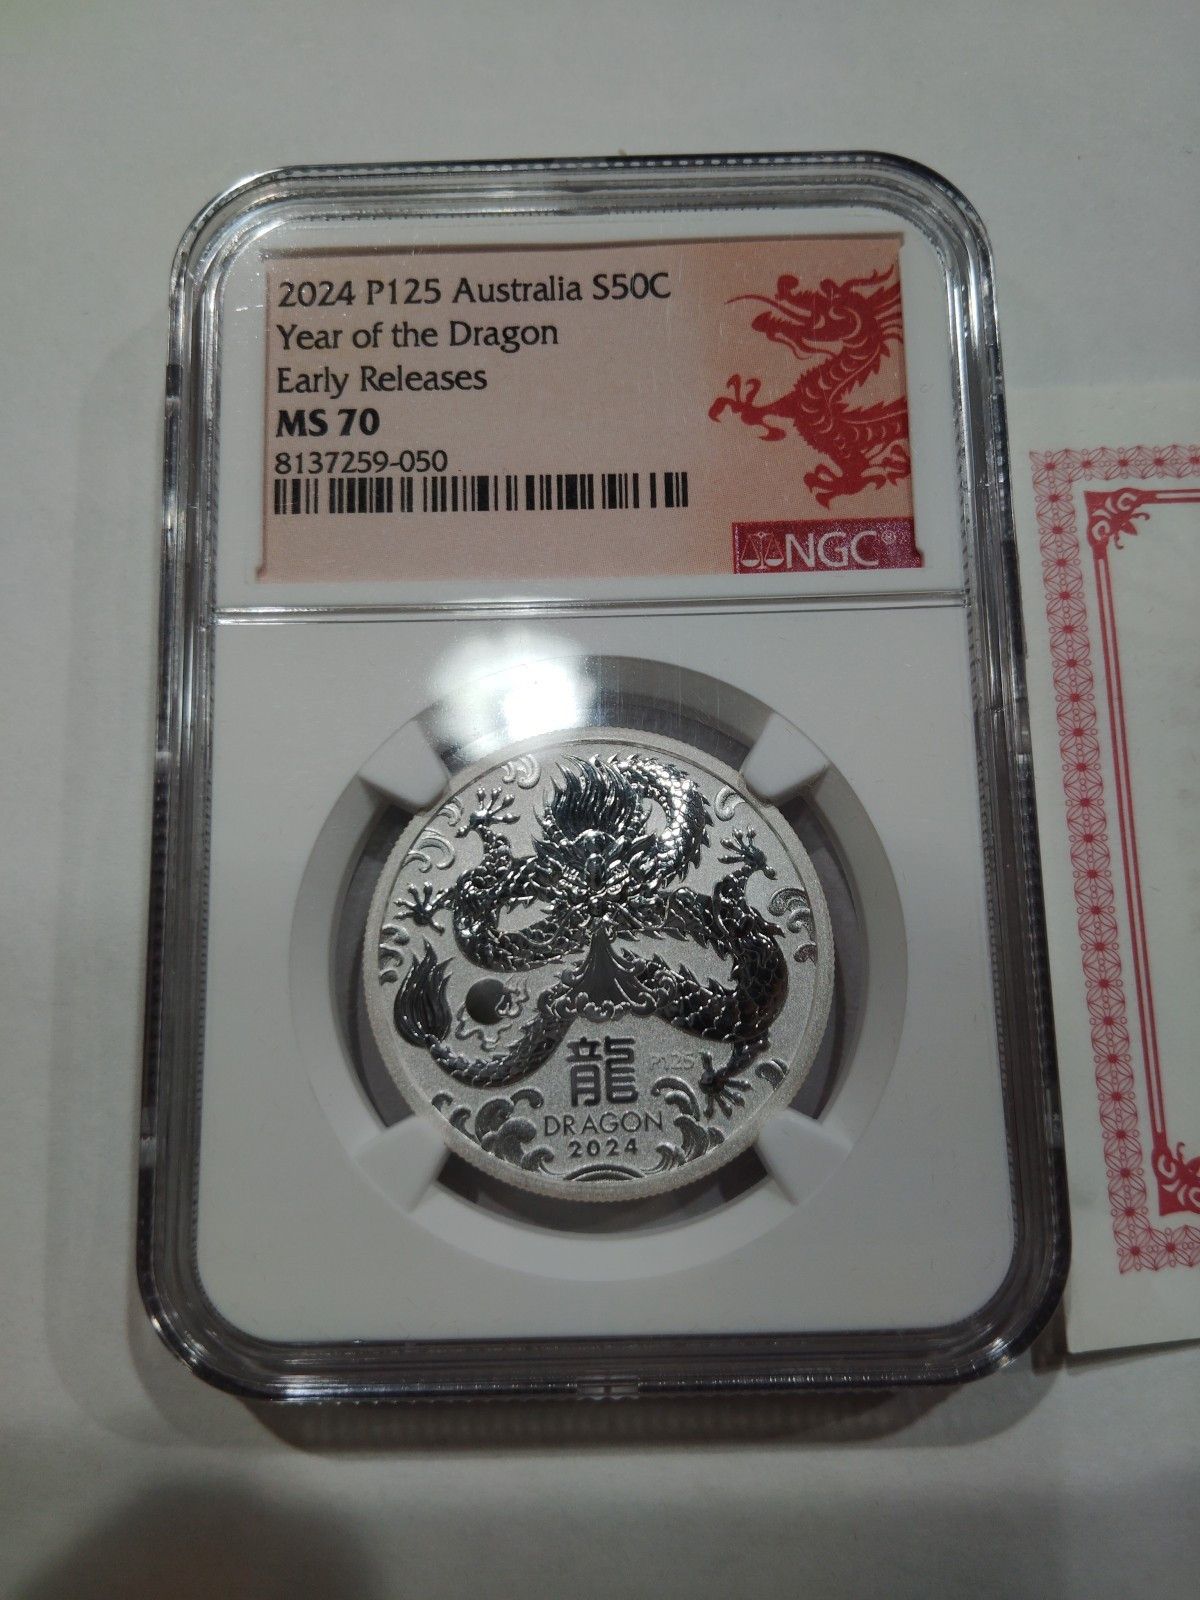 2024 P125 Australia S50C
Year of the Dragon
Early Releases
MS 70
8137259-050
NGC®
龍
P125
DRAGON
2024